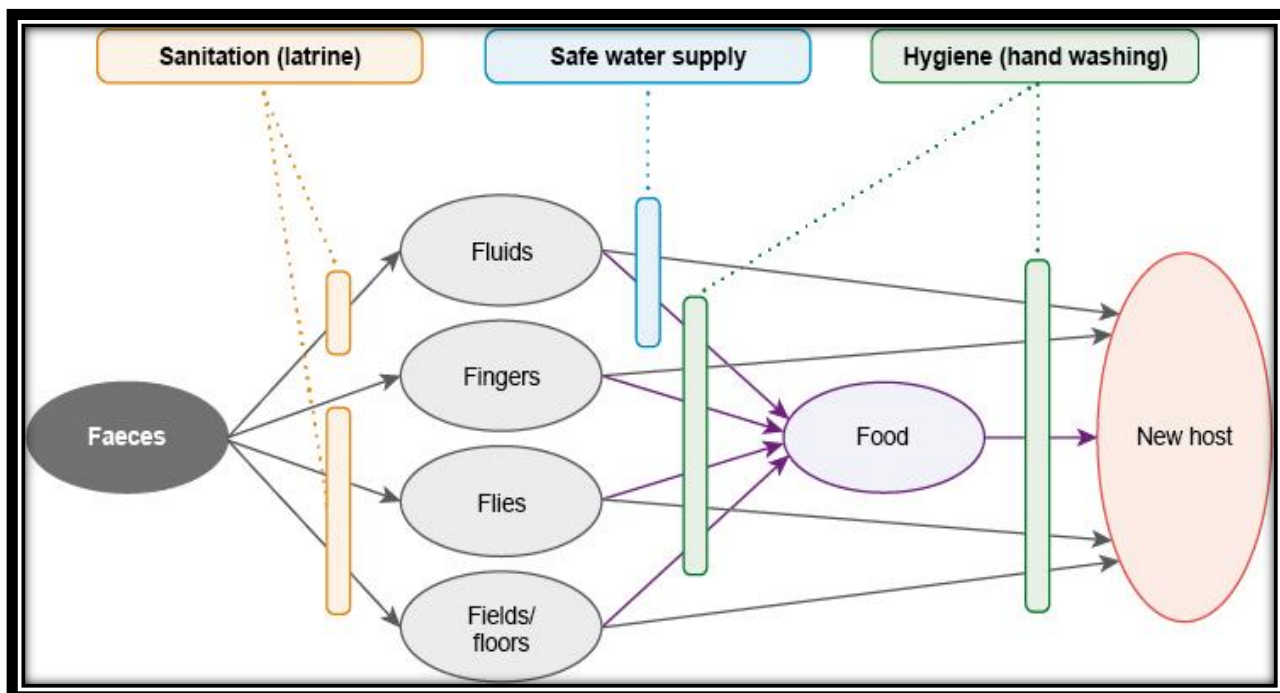 Sanitation (latrine)
Safe water supply
Hygiene (hand washing)
Fluids
Fingers
Faeces
Food
New host
Flies
Fields/
floors